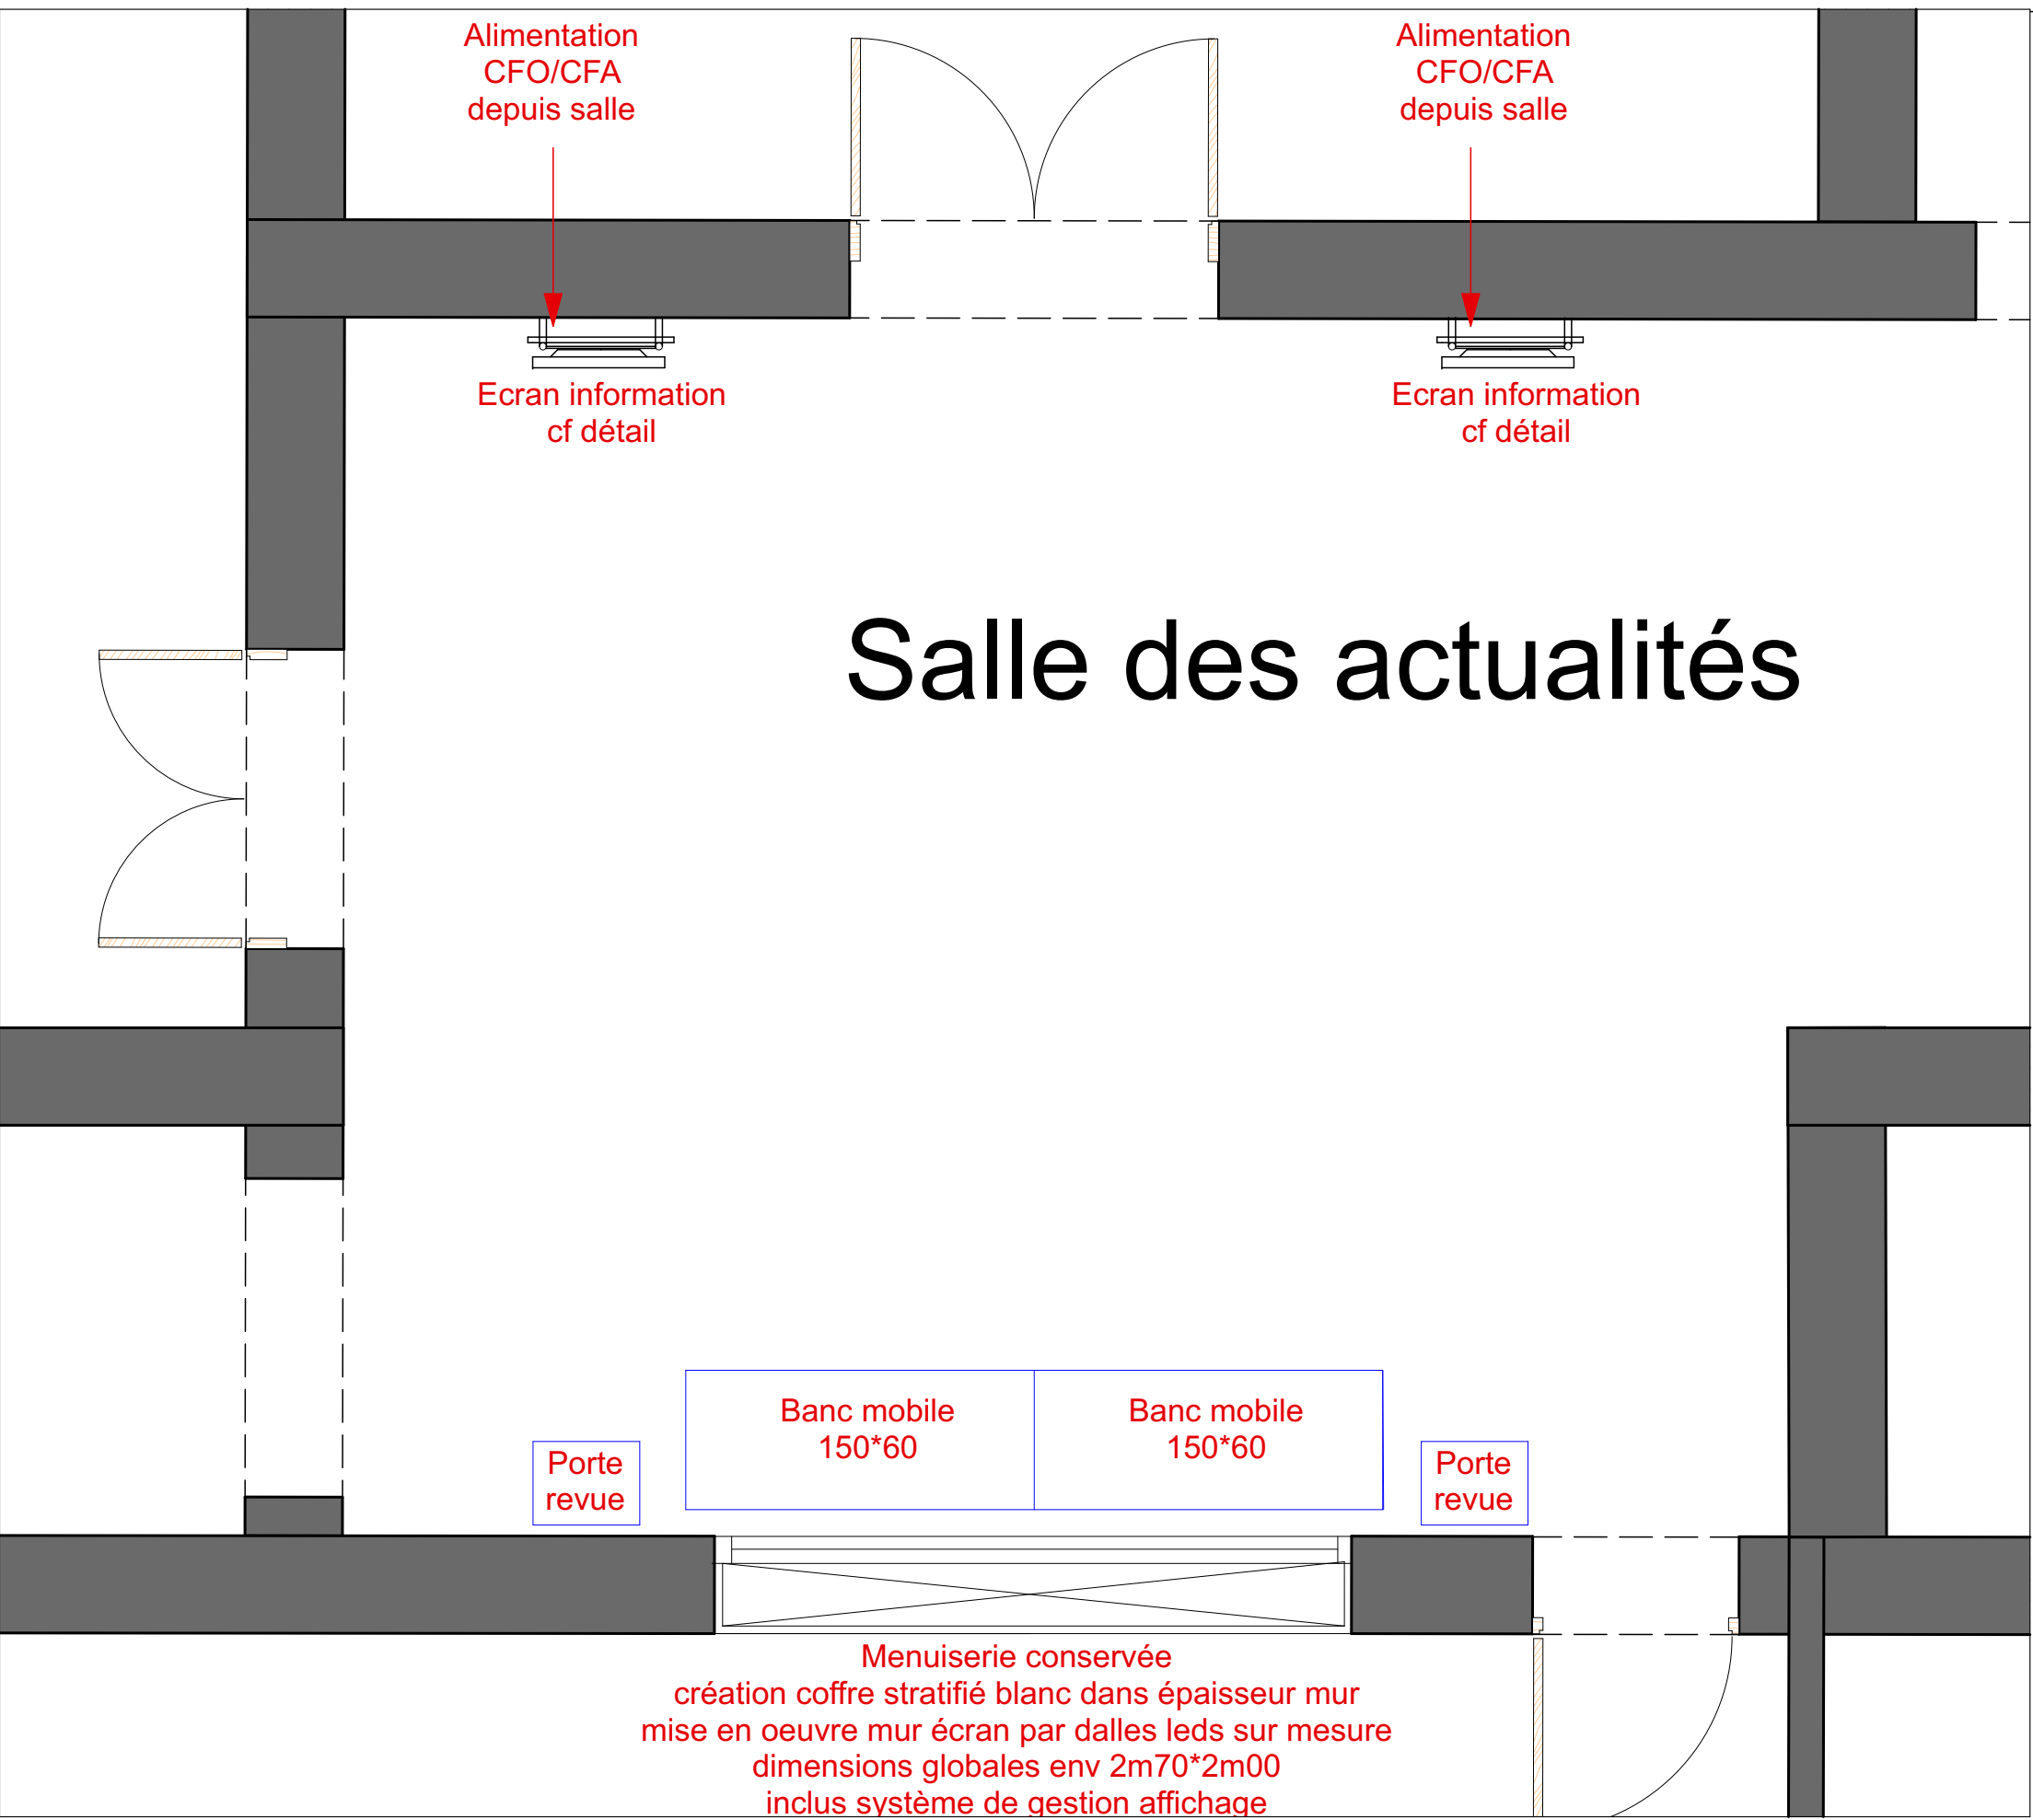 Alimentation
CFO/CFA
depuis salle
Alimentation
CFO/CFA
depuis salle
Ecran information
cf détail
Ecran information
cf détail
Salle des actualités
Banc mobile
150*60
Banc mobile
150*60
Porte
revue
Porte
revue
Menuiserie conservée
création coffre stratifié blanc dans épaisseur mur
mise en oeuvre mur écran par dalles leds sur mesure
dimensions globales env 2m70*2m00
inclus système de gestion affichage